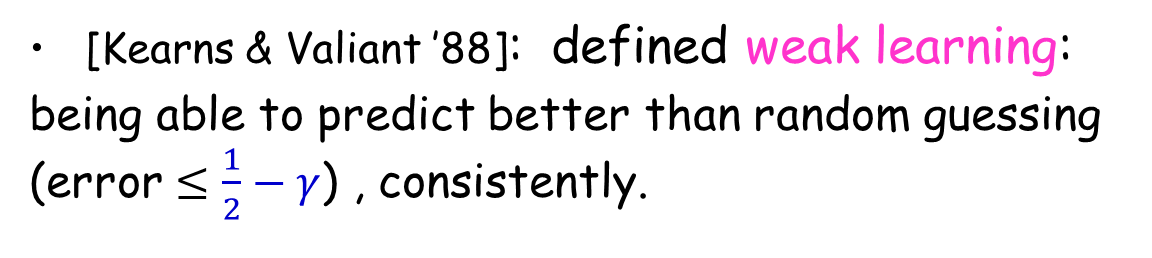 • [Kearns & Valiant ’88]: defined weak learning:
being able to predict better than random guessing
(error ≤ 1/2 − γ) , consistently.